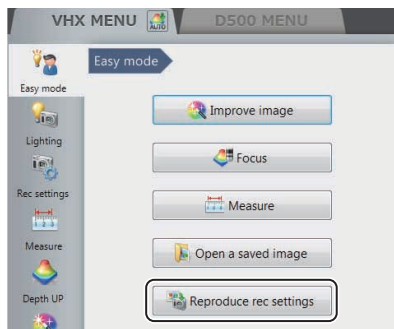 VHX MENU AUTO D500 MENU
Easy mode
Easy mode
Improve image
Lighting
Focus
Rec settings
Measure
Measure
Open a saved image
Depth UP
Reproduce rec settings